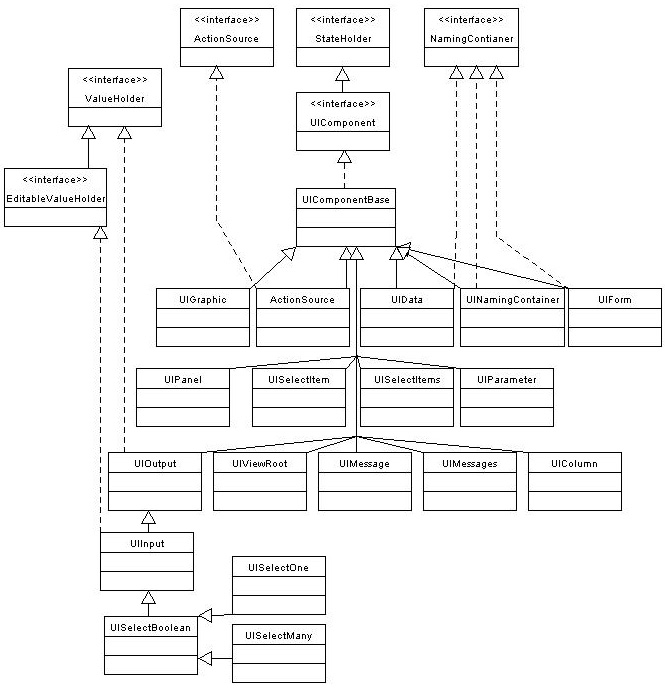 <<interface>>
ActionSource
<<interface>>
StateHolder
<<interface>>
NamingContianer
<<interface>>
ValueHolder
<<interface>>
UIComponent
<<interface>>
EditableValueHolder
UIComponentBase
UIGraphic
ActionSource
UIData
UINamingContainer
UIForm
UIPanel
UISelectItem
UISelectItems
UIParameter
UIOutput
UIViewRoot
UIMessage
UIMessages
UIColumn
UIInput
UISelectOne
UISelectBoolean
UISelectMany